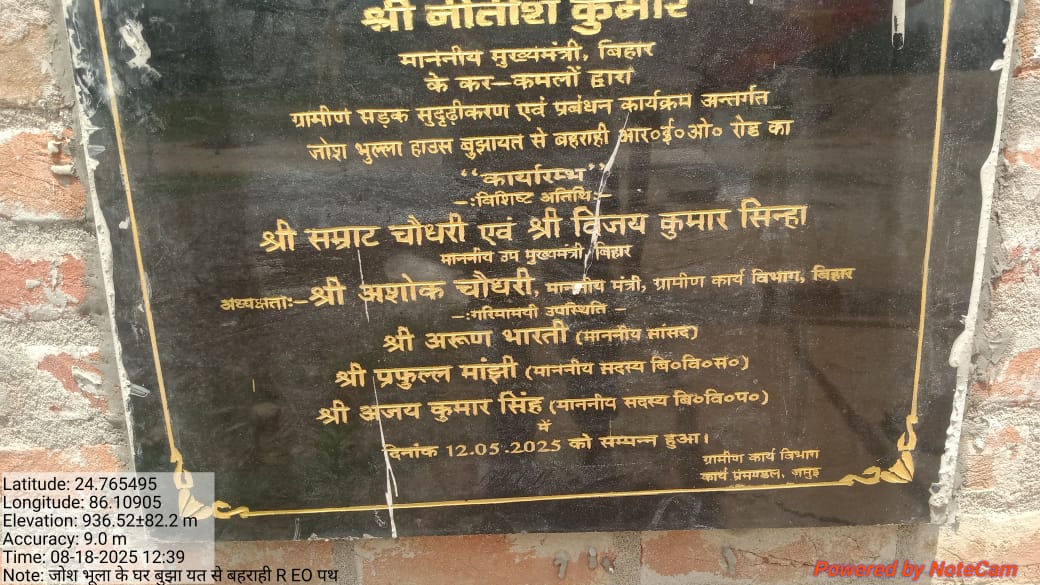 श्री नीतीश कुमार
माननीय मुख्यमंत्री, बिहार
के कर-कमलों द्वारा
ग्रामीण सड़क सुदृढ़ीकरण एवं प्रबंधन कार्यक्रम अन्तर्गत
जोश भुल्ला हाउस बुझायत से बहराही आर०ई०ओ० रोड का
“कार्यारम्भ”
-:विशिष्ट अतिथि:-
श्री सम्राट चौधरी एवं श्री विजय कुमार सिन्हा
माननीय उप मुख्यमंत्री, बिहार
अध्यक्षताः-श्री अशोक चौधरी, माननीय मंत्री, ग्रामीण कार्य विभाग, बिहार
-:गरिमामयी उपस्थिति -
श्री अरूण भारती (माननीय सांसद)
श्री प्रफुल्ल मांझी (माननीय सदस्य बि०वि०स०)
श्री अजय कुमार सिंह (माननीय सदस्य बि०वि०प०)
में
दिनांक 12.05.2025 को सम्पन्न हुआ।
ग्रामीण कार्य विभाग
कार्य प्रमण्डल, जमुइ
Latitude: 24.765495
Longitude: 86.10905
Elevation: 936.52±82.2 m
Accuracy: 9.0 m
Time: 08-18-2025 12:39
Note: जोश भूला के घर बुझा यत से बहराही R EO पथ
Powered by NoteCam